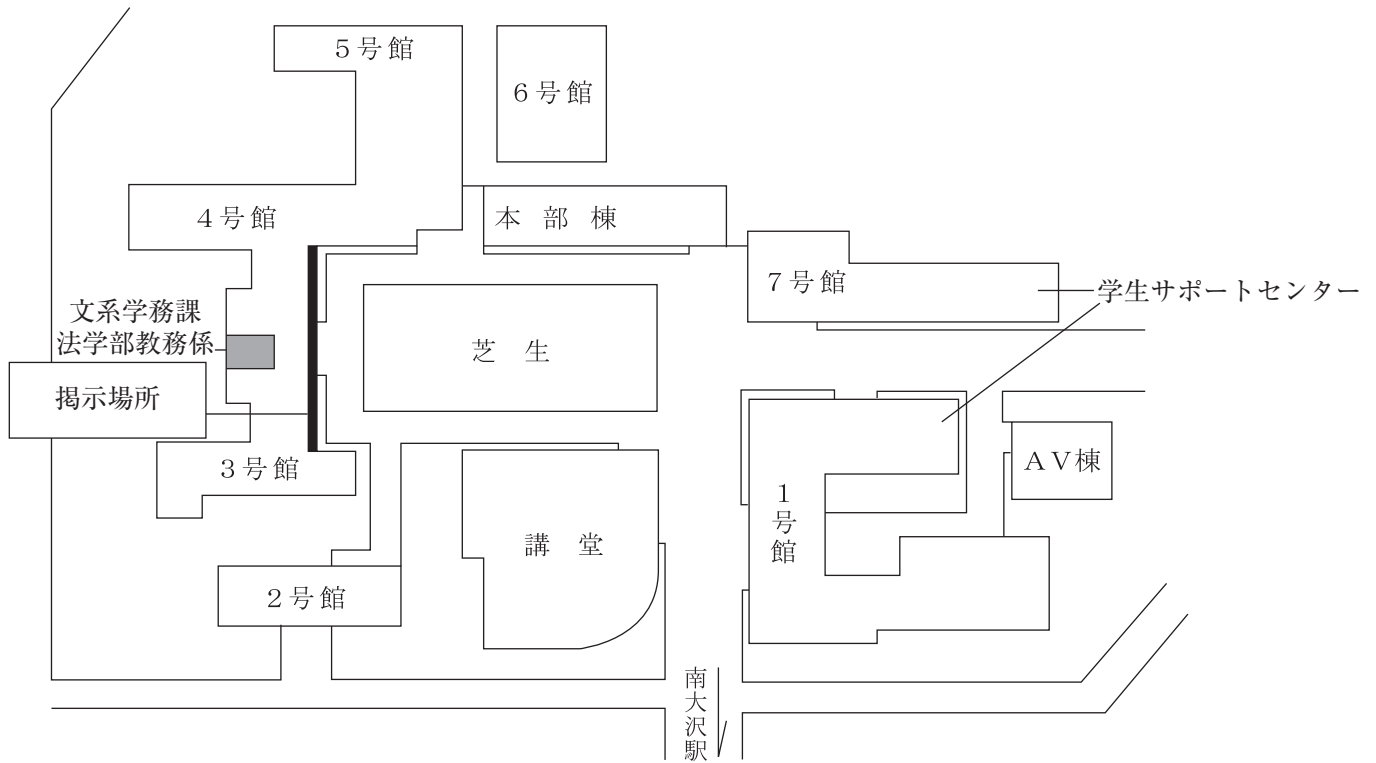 5号館
6号館
4号館
本部棟
7号館
学生サポートセンター
文系学務課
法学部教務係
芝生
掲示場所
3号館
講堂
1号館
AV棟
2号館
南大沢駅